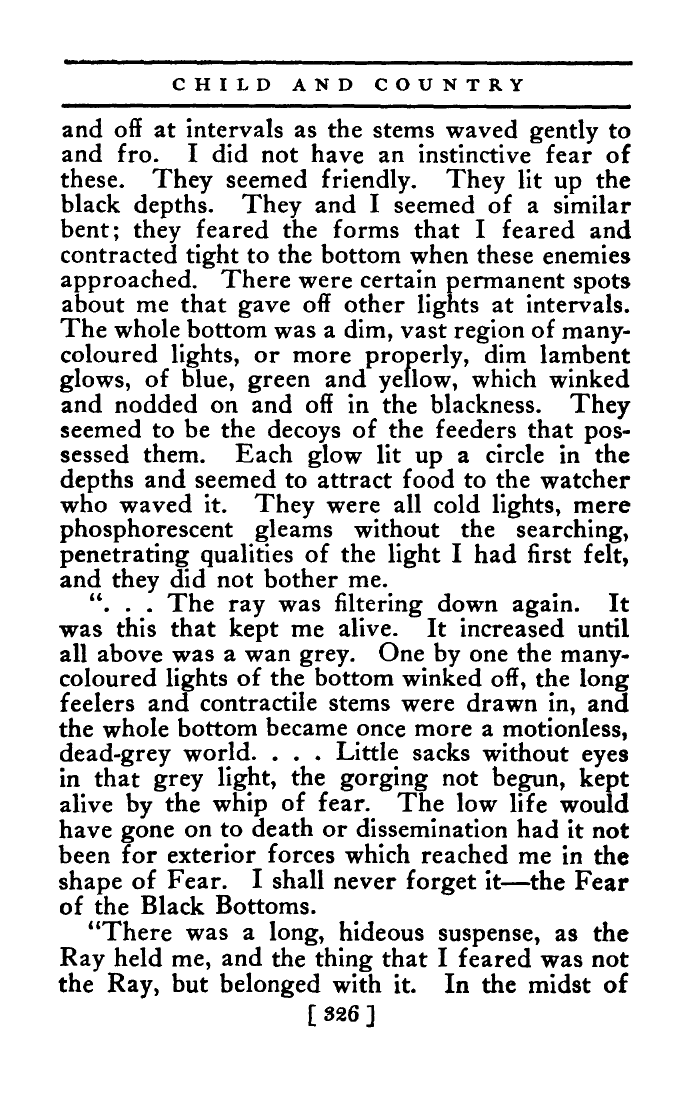 CHILD AND COUNTRY
and off at intervals as the stems waved gently to
and fro. I did not have an instinctive fear of
these. They seemed friendly. They lit up the
black depths. They and I seemed of a similar
bent; they feared the forms that I feared and
contracted tight to the bottom when these enemies
approached. There were certain permanent spots
about me that gave off other lights at intervals.
The whole bottom was a dim, vast region of many-
coloured lights, or more properly, dim lambent
glows, of blue, green and yellow, which winked
and nodded on and off in the blackness. They
seemed to be the decoys of the feeders that pos-
sessed them. Each glow lit up a circle in the
depths and seemed to attract food to the watcher
who waved it. They were all cold lights, mere
phosphorescent gleams without the searching,
penetrating qualities of the light I had first felt,
and they did not bother me.
". . . The ray was filtering down again. It
was this that kept me alive. It increased until
all above was a wan grey. One by one the many-
coloured lights of the bottom winked off, the long
feelers and contractile stems were drawn in, and
the whole bottom became once more a motionless,
dead-grey world. . . . Little sacks without eyes
in that grey light, the gorging not begun, kept
alive by the whip of fear. The low life would
have gone on to death or dissemination had it not
been for exterior forces which reached me in the
shape of Fear. I shall never forget it—the Fear
of the Black Bottoms.
"There was a long, hideous suspense, as the
Ray held me, and the thing that I feared was not
the Ray, but belonged with it. In the midst of
[ 326 ]